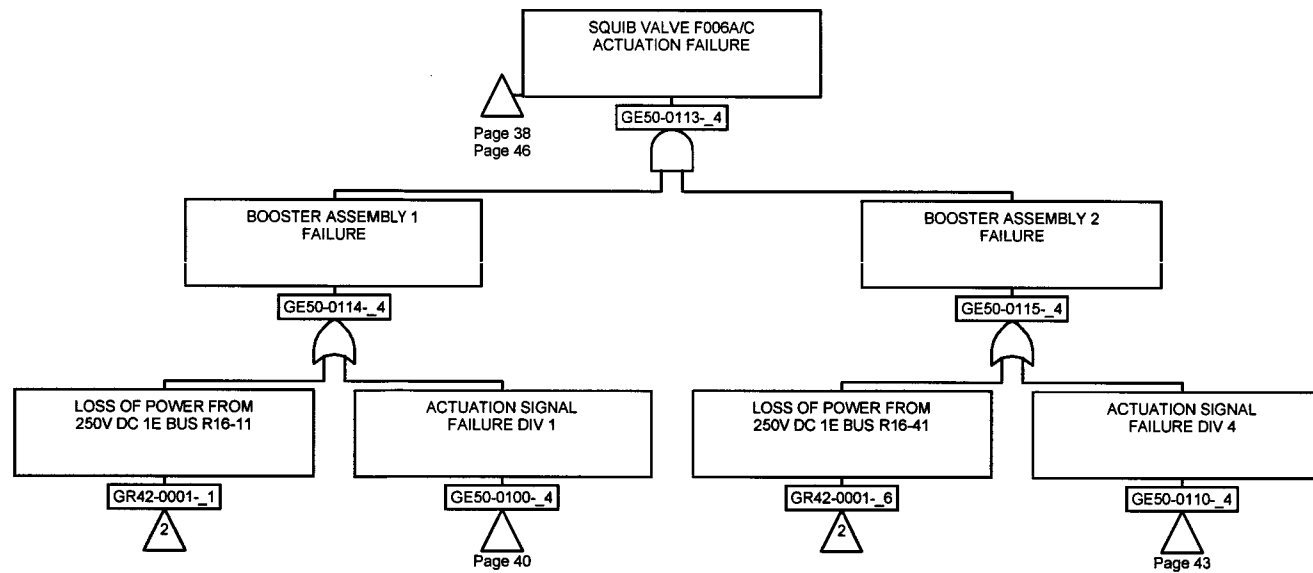 SQUIB VALVE F006A/C
ACTUATION FAILURE
Page 38
Page 46
GE50-0113-_4
BOOSTER ASSEMBLY 1
FAILURE
GE50-0114-_4
BOOSTER ASSEMBLY 2
FAILURE
GE50-0115-_4
LOSS OF POWER FROM
250V DC 1E BUS R16-11
GR42-0001-_1
2
ACTUATION SIGNAL
FAILURE DIV 1
GE50-0100-_4
Page 40
LOSS OF POWER FROM
250V DC 1E BUS R16-41
GR42-0001-_6
2
ACTUATION SIGNAL
FAILURE DIV 4
GE50-0110-_4
Page 43